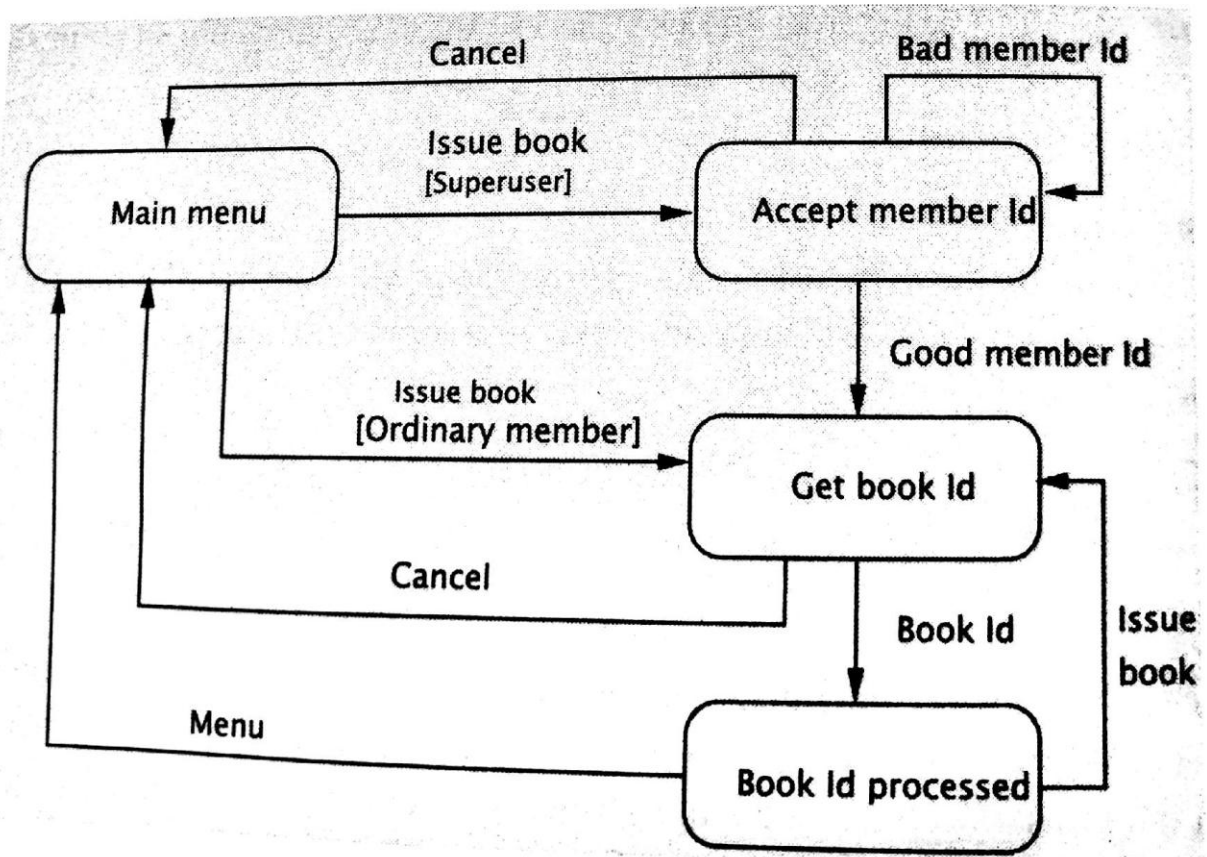 Cancel
Bad member Id
Issue book
[Superuser]
Main menu
Accept member Id
Good member Id
Issue book
[Ordinary member]
Get book Id
Cancel
Book Id
Issue
book
Menu
Book Id processed